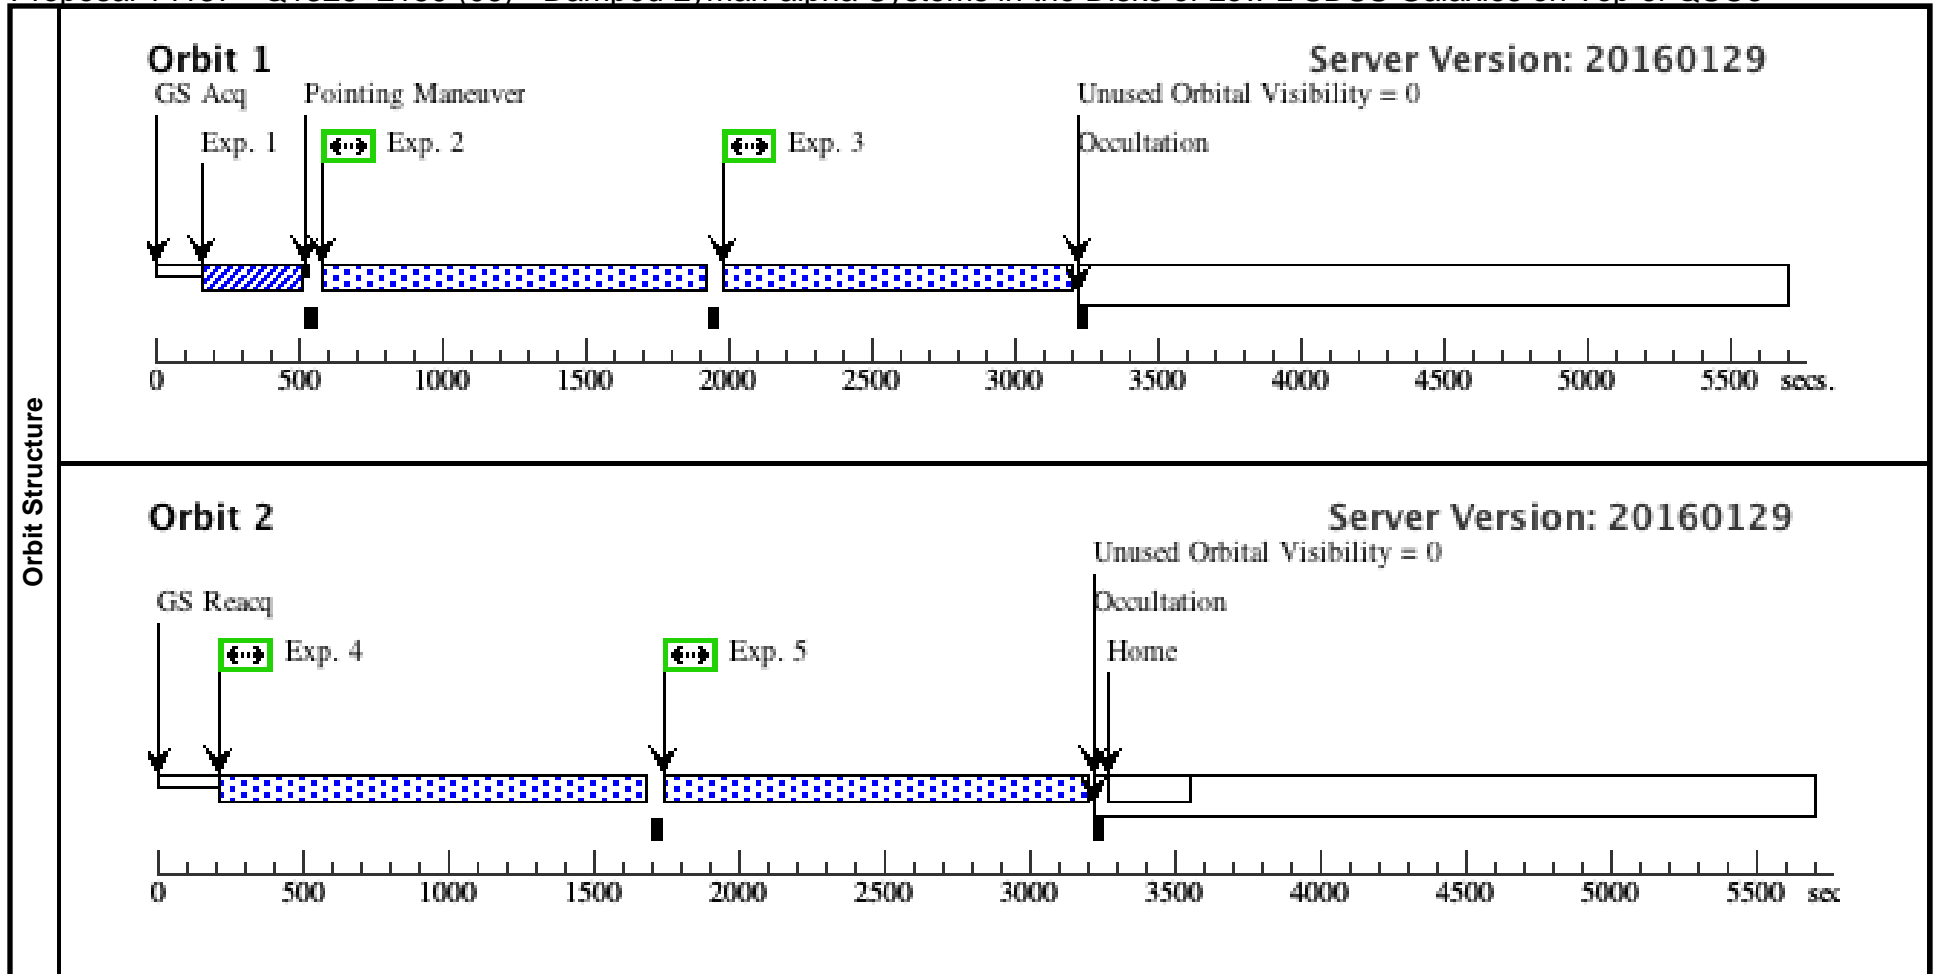 Orbit Structure
Orbit 1
Server Version: 20160129
GS Acq
Pointing Maneuver
Unused Orbital Visibility = 0
Exp. 1
Exp. 2
Exp. 3
Occultation
0 500 1000 1500 2000 2500 3000 3500 4000 4500 5000 5500 secs.
Orbit 2
Server Version: 20160129
Unused Orbital Visibility = 0
GS Reacq
Occultation
Exp. 4
Exp. 5
Home
0 500 1000 1500 2000 2500 3000 3500 4000 4500 5000 5500 sec